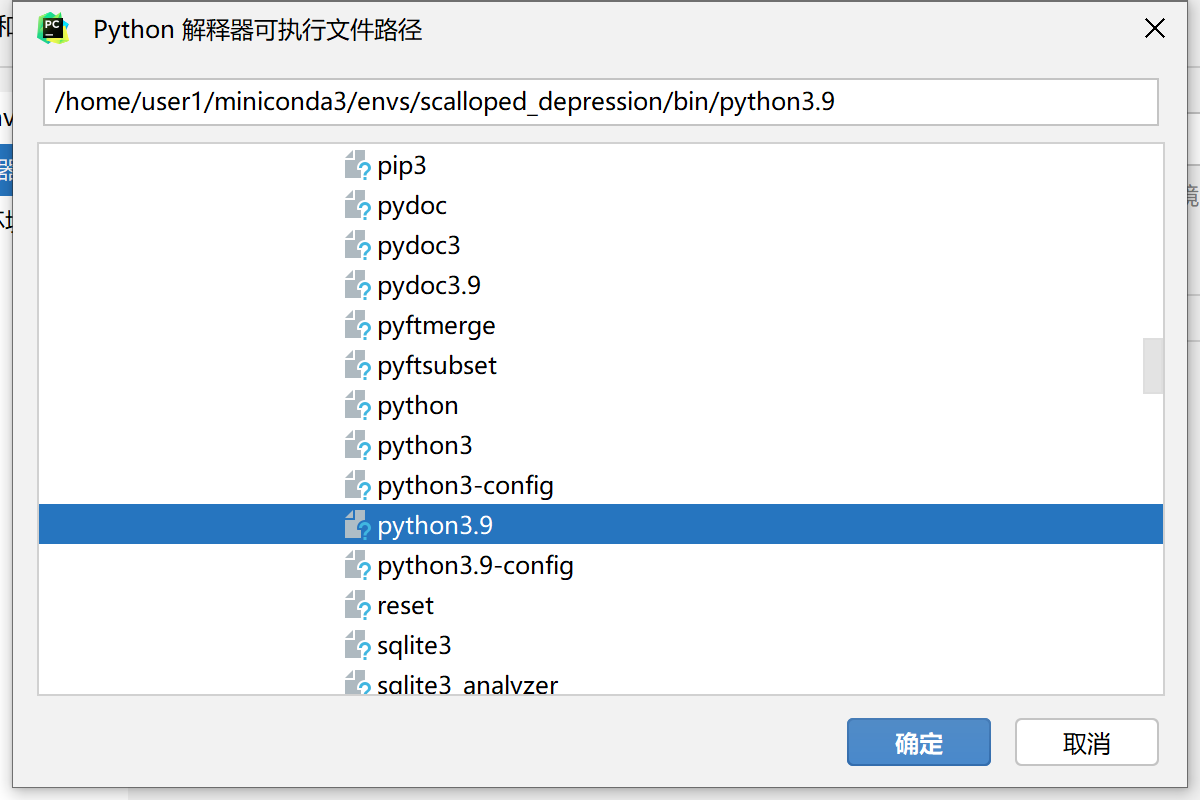 Python 解释器可执行文件路径
/home/user1/miniconda3/envs/scalloped_depression/bin/python3.9
pip3
pydoc
pydoc3
pydoc3.9
pyftmerge
pyftsubset
python
python3
python3-config
python3.9
python3.9-config
reset
sqlite3
sqlite3_analyzer
确定
取消